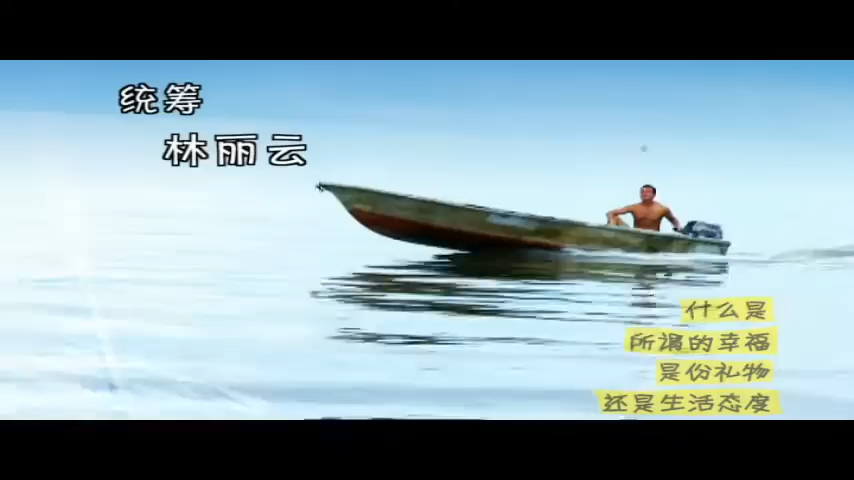 统筹
林丽云
什么是
所谓的幸福
是份礼物
还是生活态度